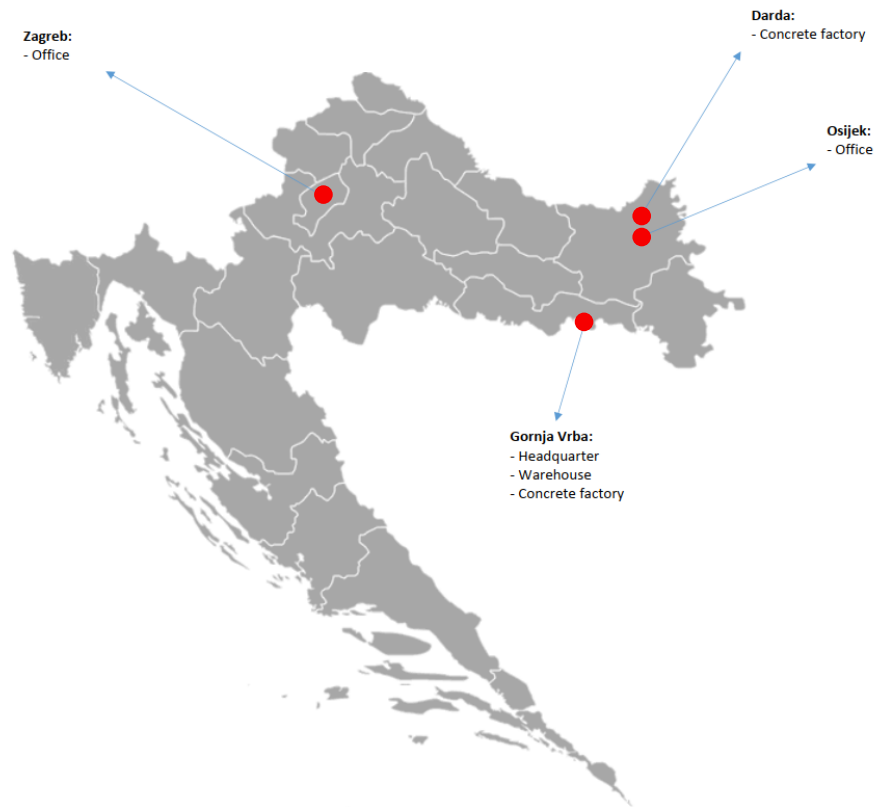 Zagreb:
- Office
Darda:
- Concrete factory
Osijek:
- Office
Gornja Vrba:
- Headquarter
- Warehouse
- Concrete factory